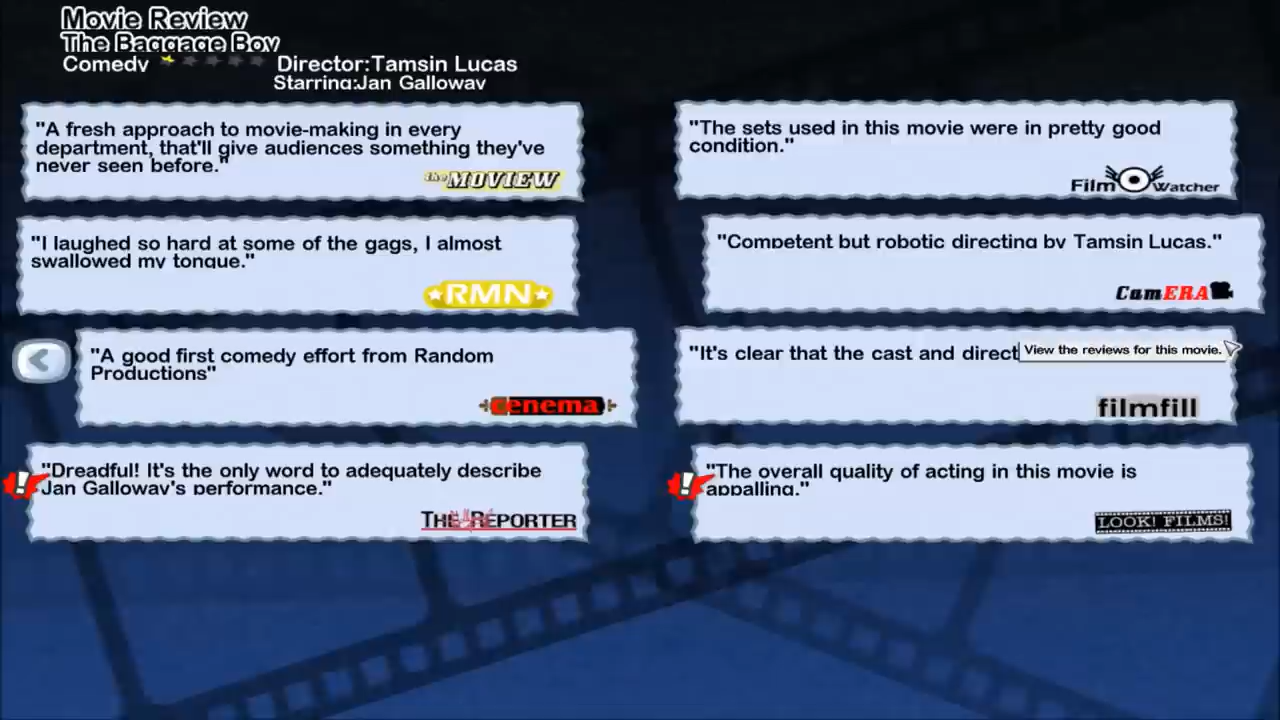 Movie Review
The Baggage Boy
Comedy
Director:Tamsin Lucas
Starring:Jan Galloway
"A fresh approach to movie-making in every
department, that'll give audiences something they've
never seen before."
the MOVIEW
"The sets used in this movie were in pretty good
condition."
Film Watcher
"I laughed so hard at some of the gags, I almost
swallowed my tongue."
RMN
"Competent but robotic directing by Tamsin Lucas."
CamERA
"A good first comedy effort from Random
Productions"
cenema
"It's clear that the cast and direct
View the reviews for this movie.
filmfill
"Dreadful! It's the only word to adequately describe
Jan Galloway's performance."
THE REPORTER
"The overall quality of acting in this movie is
appalling."
LOOK! FILMS!